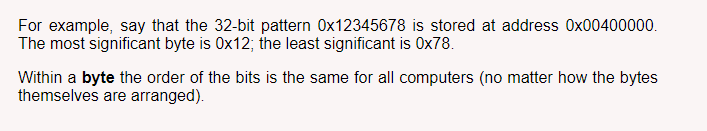 For example, say that the 32-bit pattern 0x12345678 is stored at address 0x00400000.
The most significant byte is 0x12; the least significant is 0x78.
Within a byte the order of the bits is the same for all computers (no matter how the bytes
themselves are arranged).